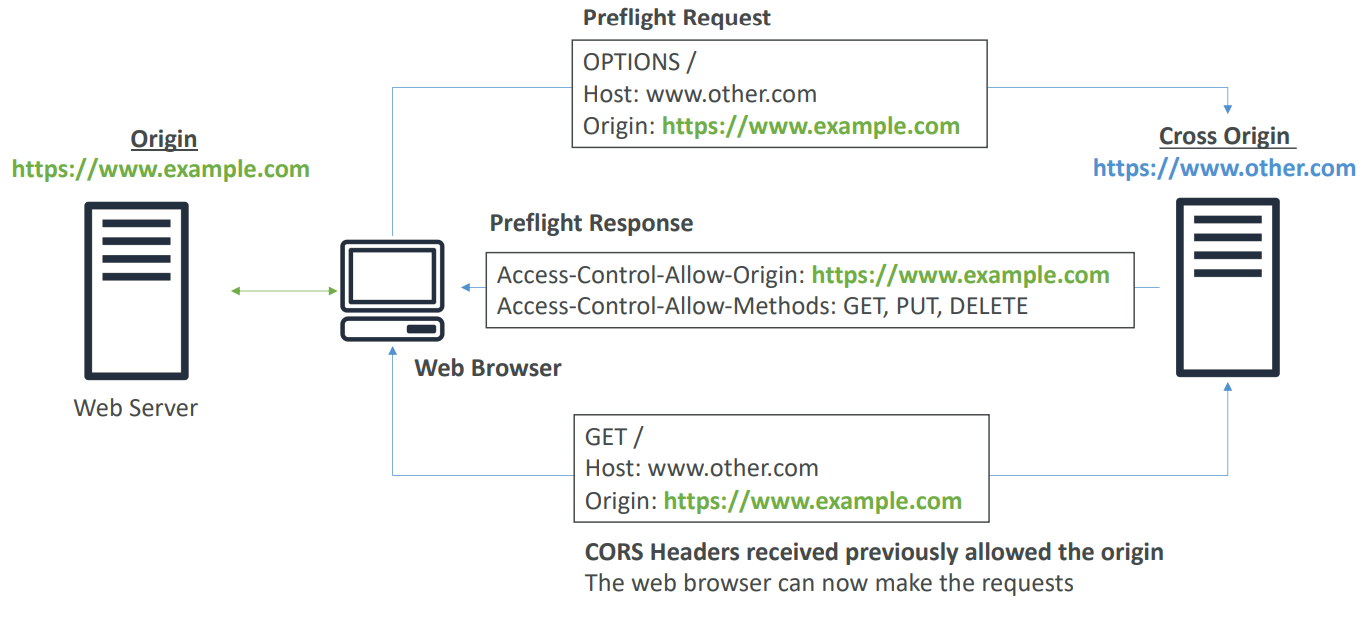 Preflight Request
OPTIONS /
Host: www.other.com
Origin: https://www.example.com
Origin
https://www.example.com
Cross Origin
https://www.other.com
Preflight Response
Access-Control-Allow-Origin: https://www.example.com
Access-Control-Allow-Methods: GET, PUT, DELETE
Web Browser
Web Server
GET /
Host: www.other.com
Origin: https://www.example.com
CORS Headers received previously allowed the origin
The web browser can now make the requests